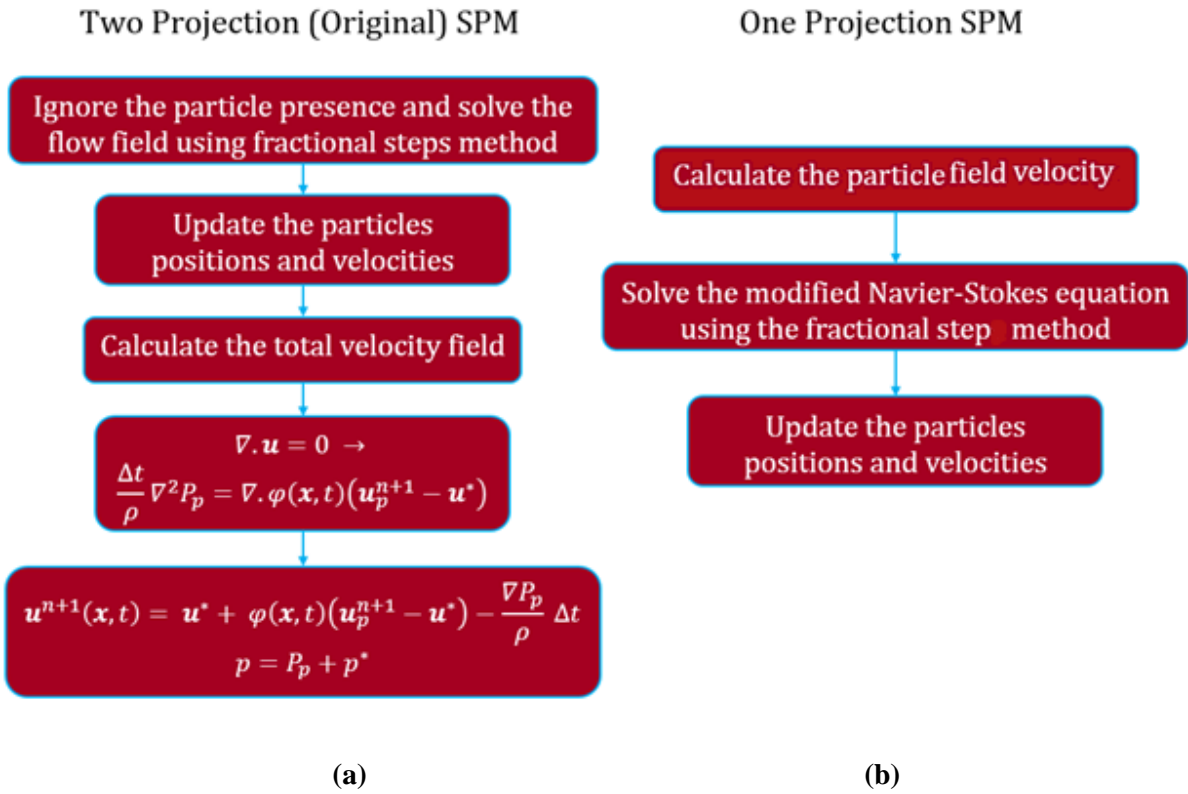 Two Projection (Original) SPM
Ignore the particle presence and solve the
flow field using fractional steps method
Update the particles
positions and velocities
Calculate the total velocity field
∇.𝒖 = 0 →
Δt/ρ ∇²P_p = ∇.φ(𝒙, t)(𝒖_p^{n+1} − 𝒖*)
𝒖^{n+1}(𝒙, t) = 𝒖* + φ(𝒙, t)(𝒖_p^{n+1} − 𝒖*) − ∇P_p/ρ Δt
p = P_p + p*
(a)
One Projection SPM
Calculate the particle field velocity
Solve the modified Navier-Stokes equation
using the fractional step method
Update the particles
positions and velocities
(b)